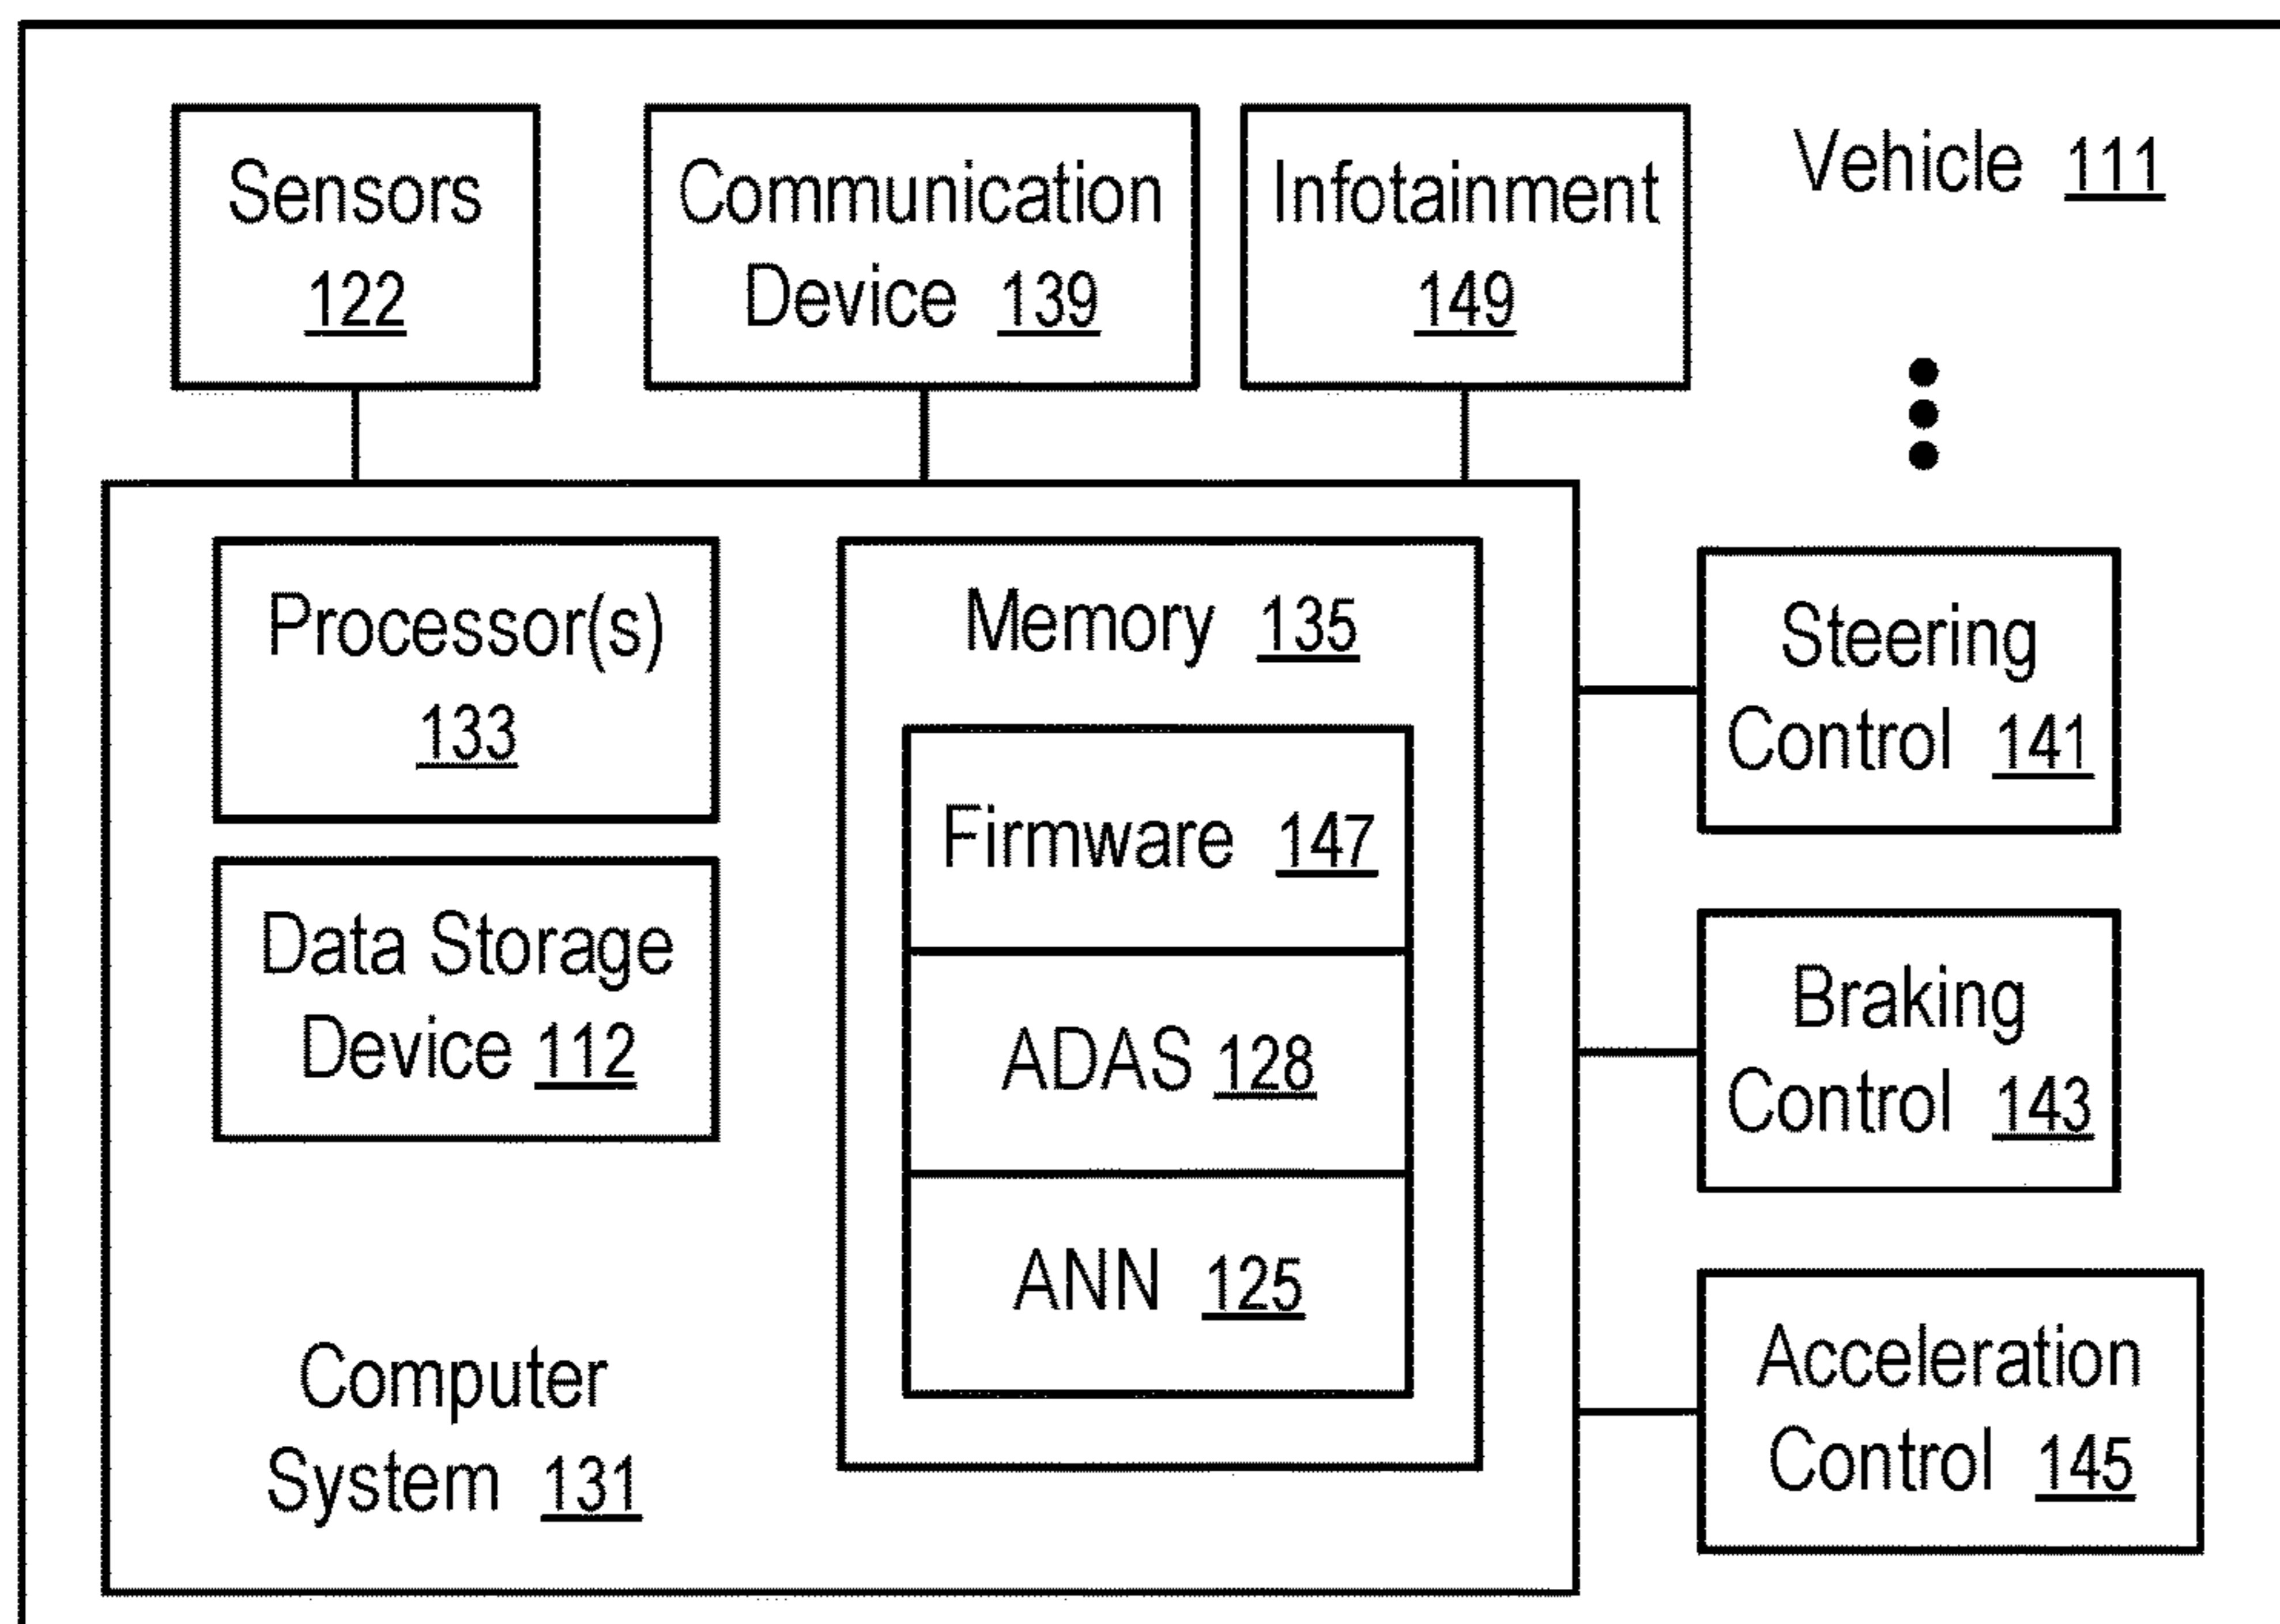 Sensors
122
Communication
Device 139
Infotainment
149
Vehicle 111
Processor(s)
133
Data Storage
Device 112
Computer
System 131
Memory 135
Firmware 147
ADAS 128
ANN 125
Steering
Control 141
Braking
Control 143
Acceleration
Control 145